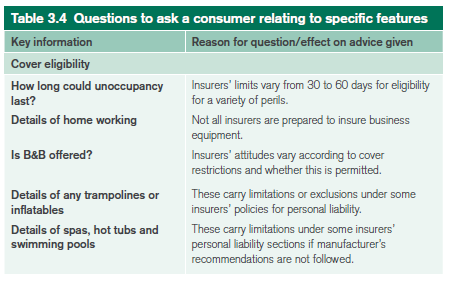 Table 3.4 Questions to ask a consumer relating to specific features
Key information
Reason for question/effect on advice given
Cover eligibility
How long could unoccupancy
last?
Insurers' limits vary from 30 to 60 days for eligibility
for a variety of perils.
Details of home working
Not all insurers are prepared to insure business
equipment.
Is B&B offered?
Insurers' attitudes vary according to cover
restrictions and whether this is permitted.
Details of any trampolines or
inflatables
These carry limitations or exclusions under some
insurers' policies for personal liability.
Details of spas, hot tubs and
swimming pools
These carry limitations under some insurers'
personal liability sections if manufacturer's
recommendations are not followed.